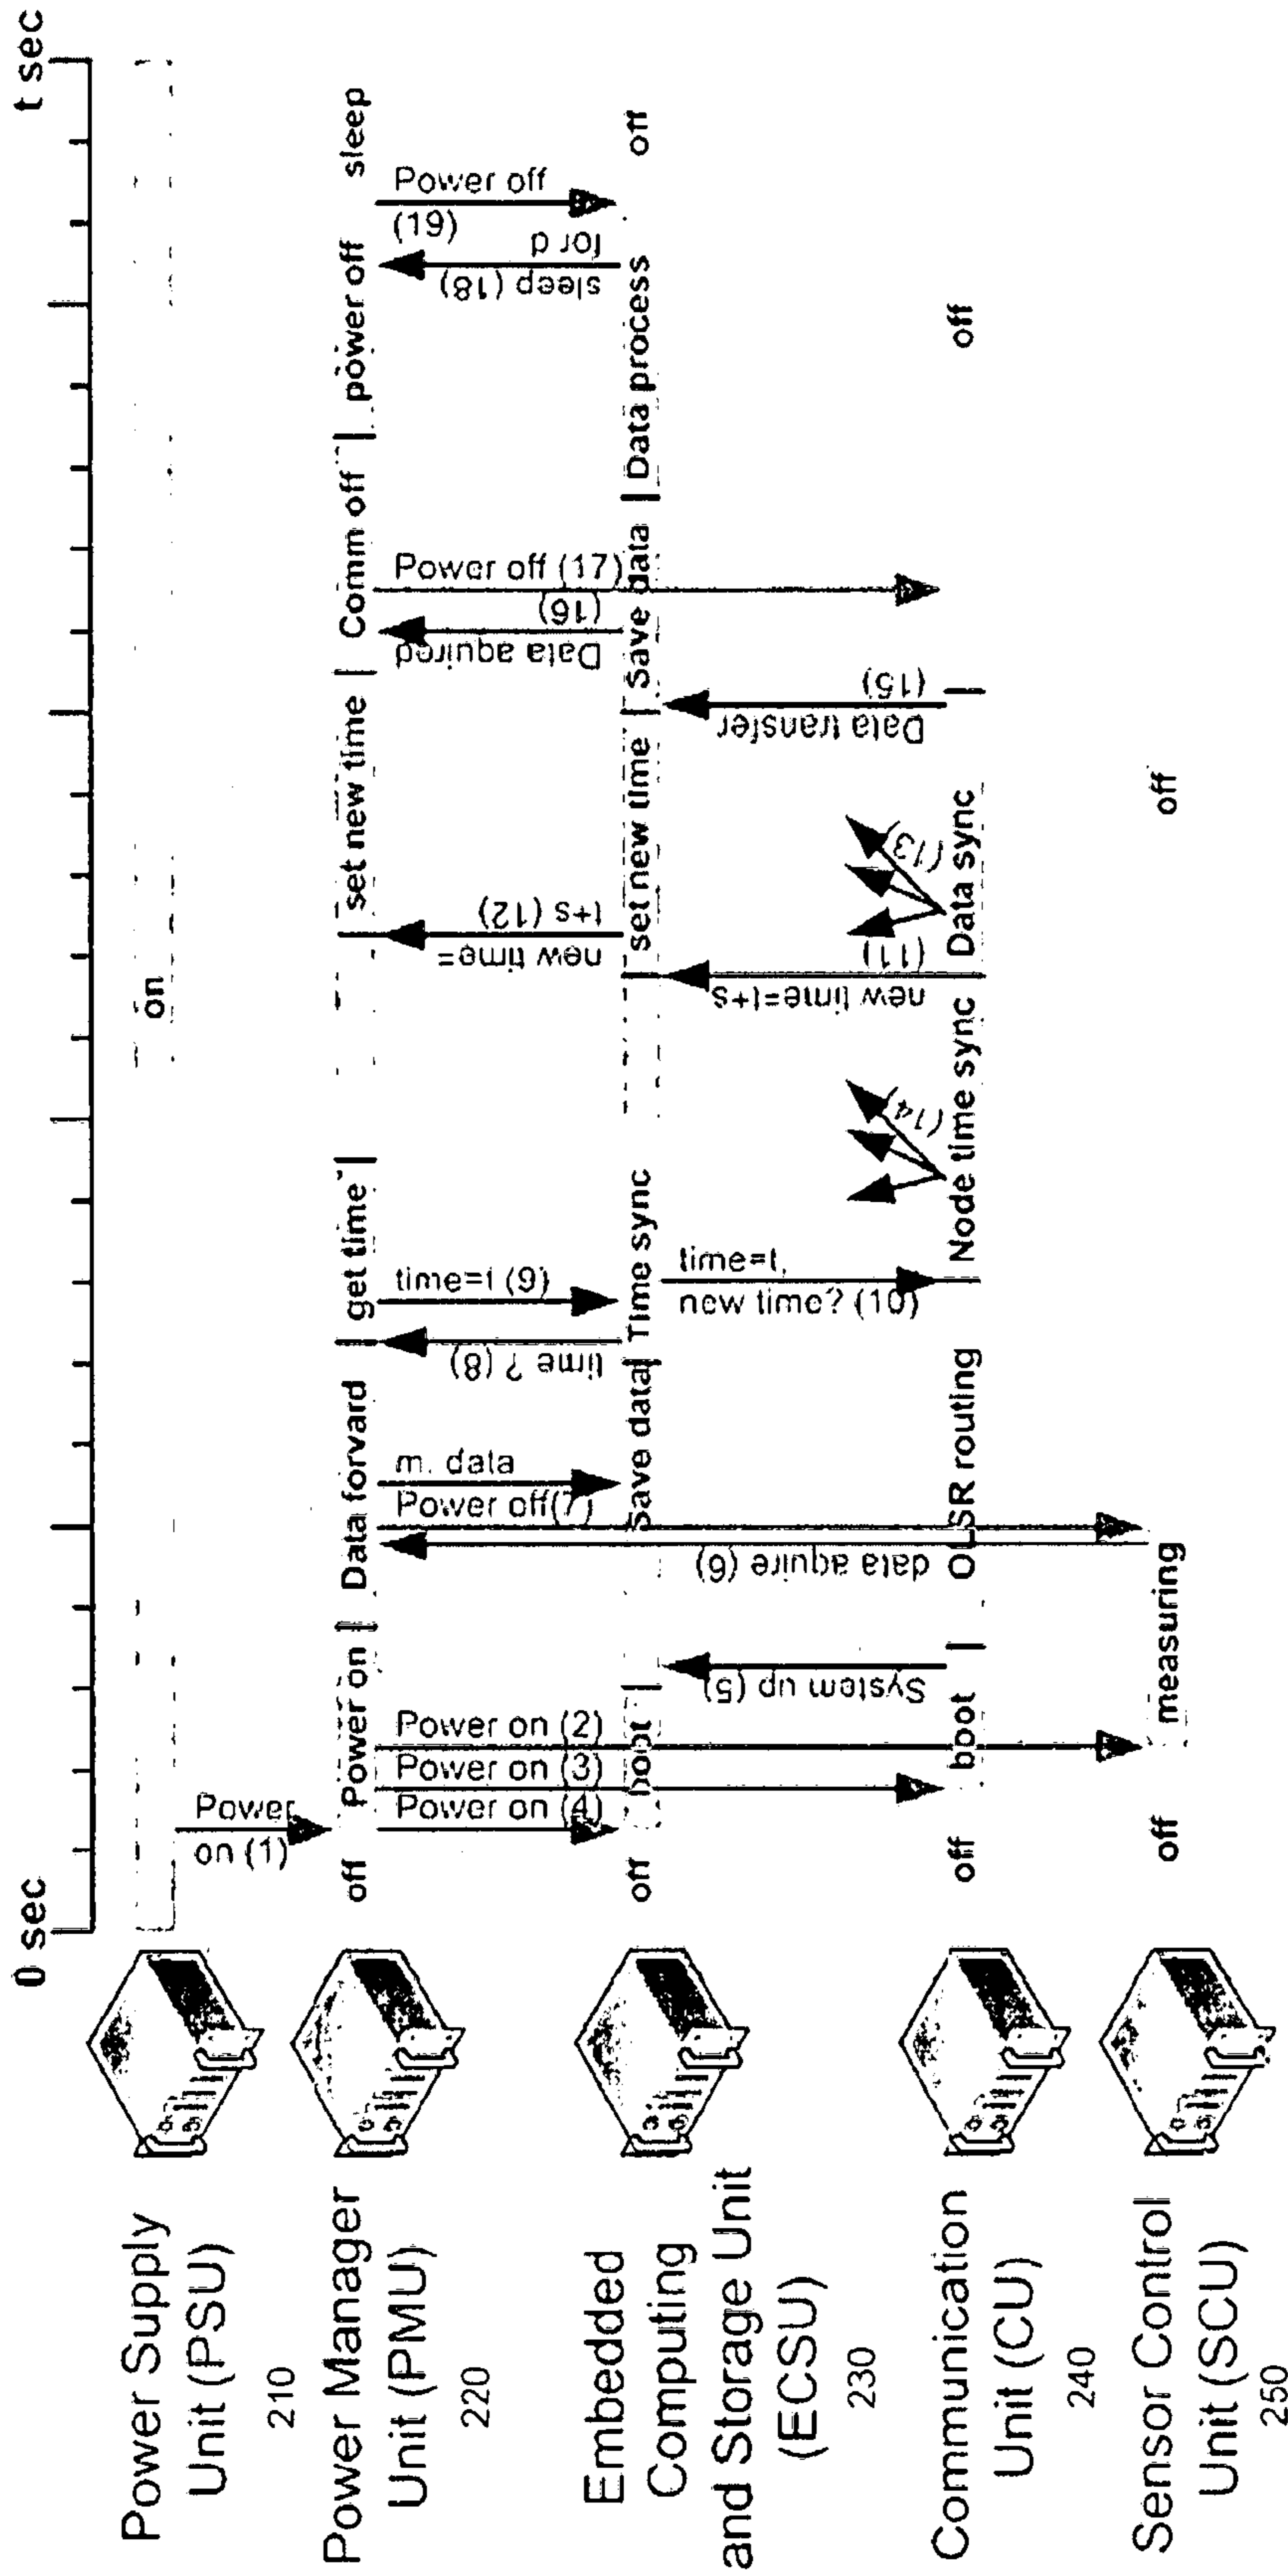 0 sec
t sec
Power Supply
Unit (PSU)
210
on
Power
on (1)
Power Manager
Unit (PMU)
220
off
Power on
Data forvard
get time
set new time
Comm off
power off
sleep
Power on (2)
Power on (3)
Power on (4)
m. data
Power off(7)
time ? (8)
time=t (9)
new time=
t+s (12)
Data aquired
(16)
Power off (17)
sleep (18)
for d
Power off
(19)
Embedded
Computing
and Storage Unit
(ECSU)
230
off
boot
Save data
Time sync
set new time
Save data
Data process
off
System up (5)
data aquire (6)
time=t,
new time? (10)
new time=t+s
(11)
Data transfer
(15)
Communication
Unit (CU)
240
off
boot
OLSR routing
Node time sync
Data sync
off
(14)
(13)
Sensor Control
Unit (SCU)
250
off
measuring
off